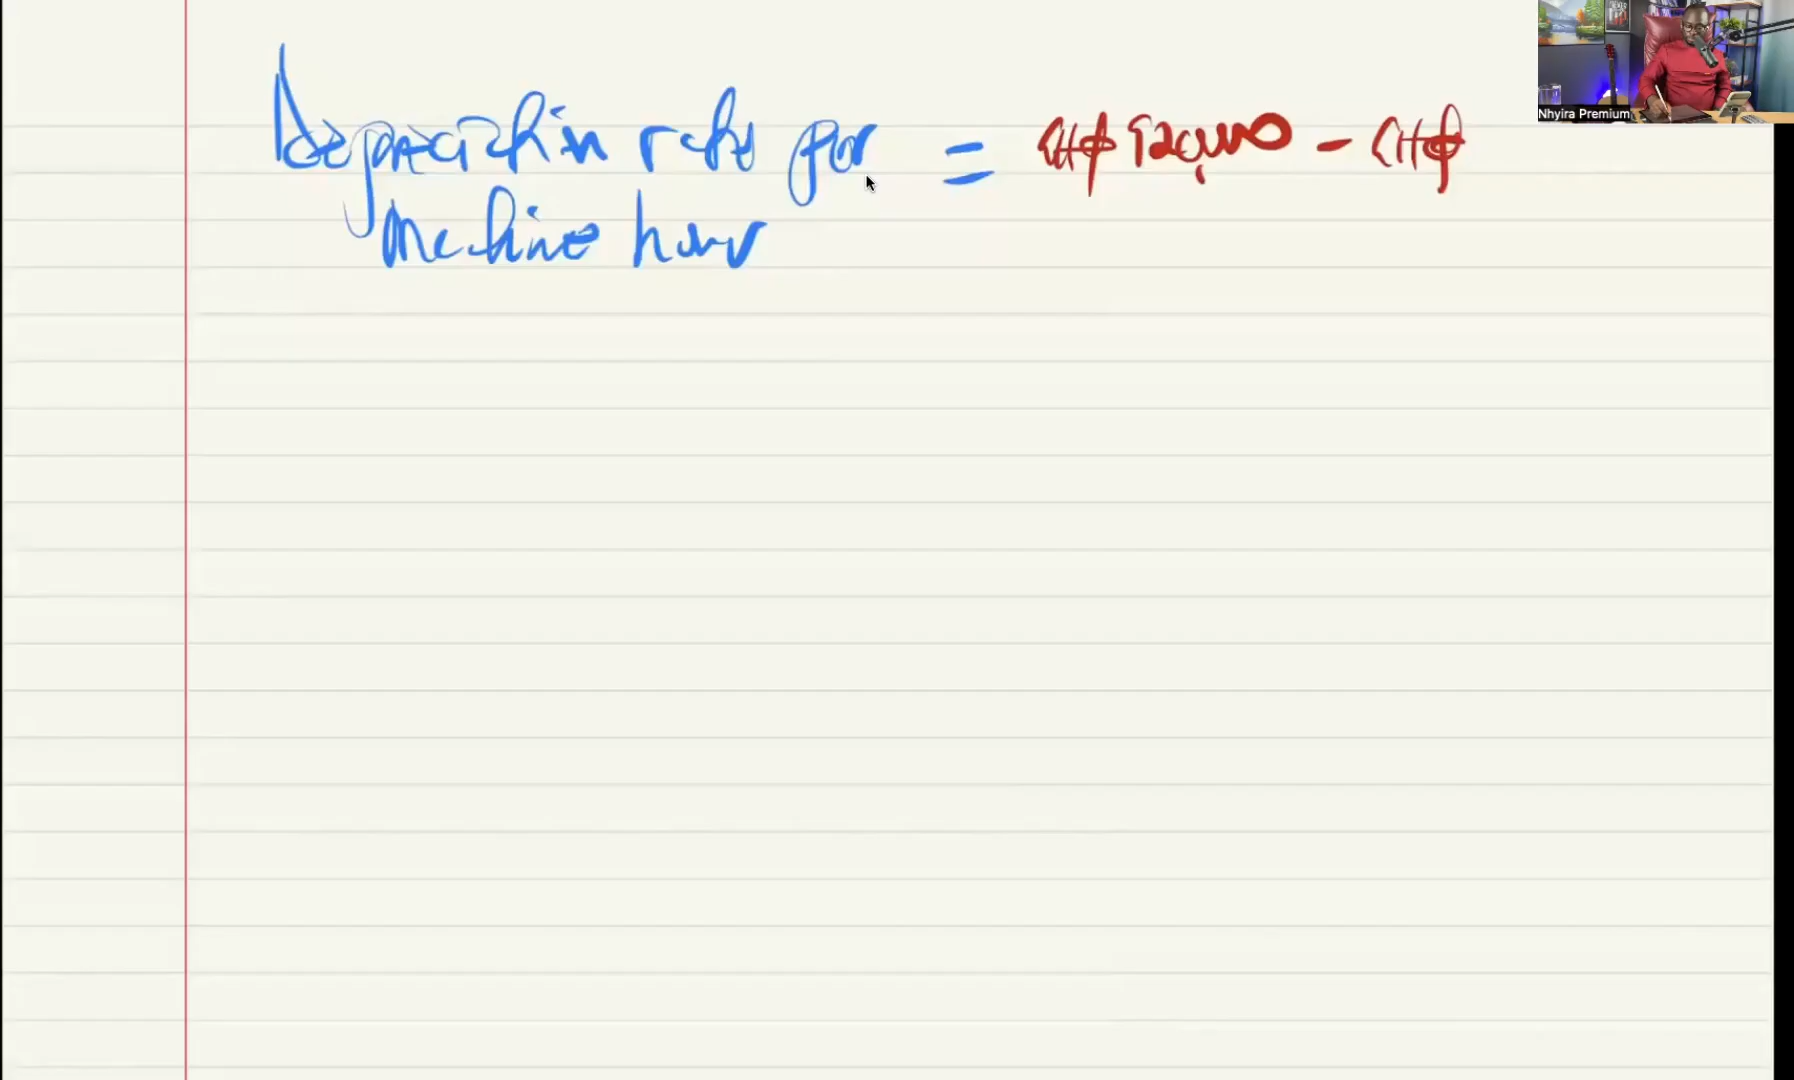 Depreciation rate per = GH₵ 120,000 - GH₵
Machine hour
Nhyira Premium